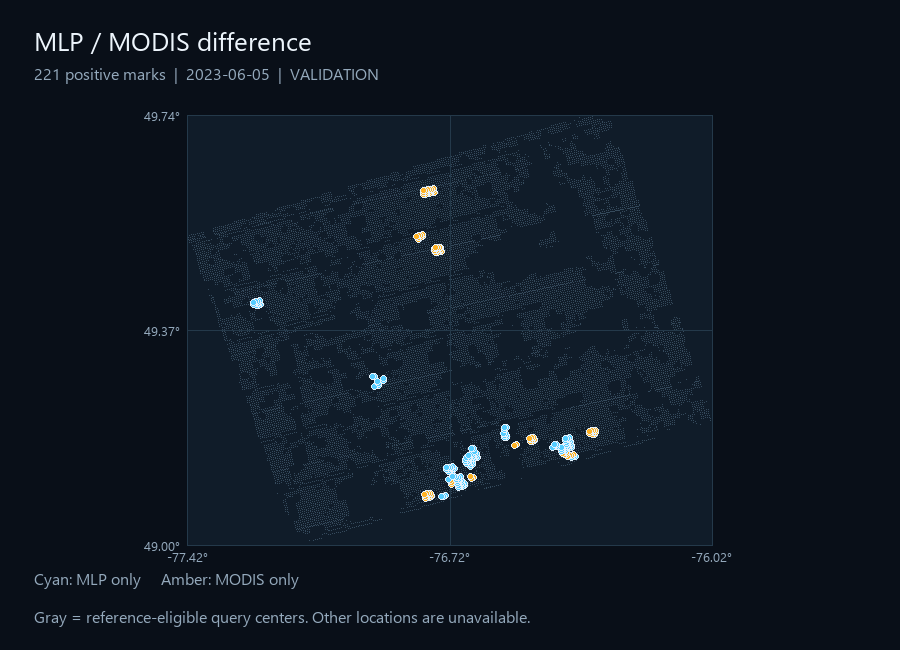 MLP / MODIS difference
221 positive marks | 2023-06-05 | VALIDATION
49.74°
49.37°
49.00°
-77.42° -76.72° -76.02°
Cyan: MLP only Amber: MODIS only
Gray = reference-eligible query centers. Other locations are unavailable.